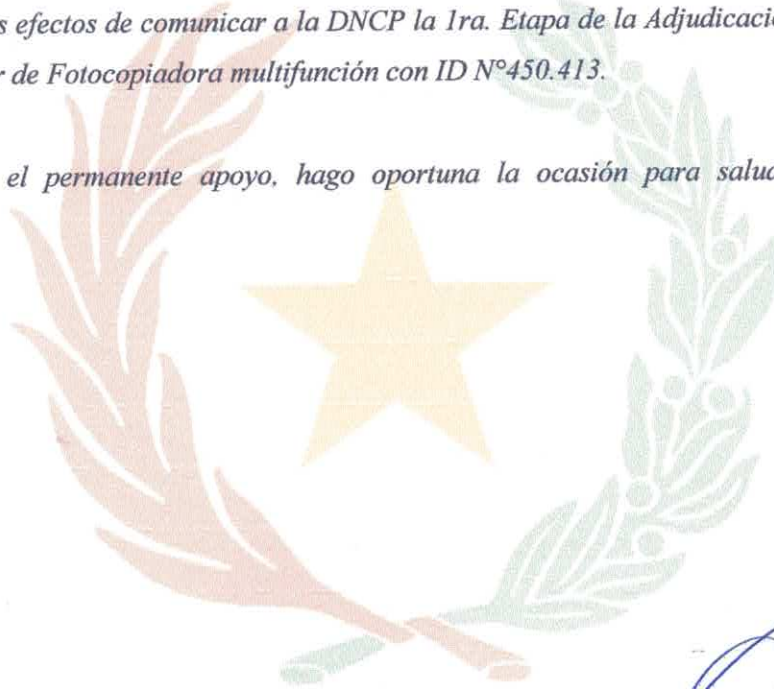 s efectos de comunicar a la DNCP la 1ra. Etapa de la Adjudicaci
r de Fotocopiadora multifunción con ID N°450.413.
el permanente apoyo, hago oportuna la ocasión para salud